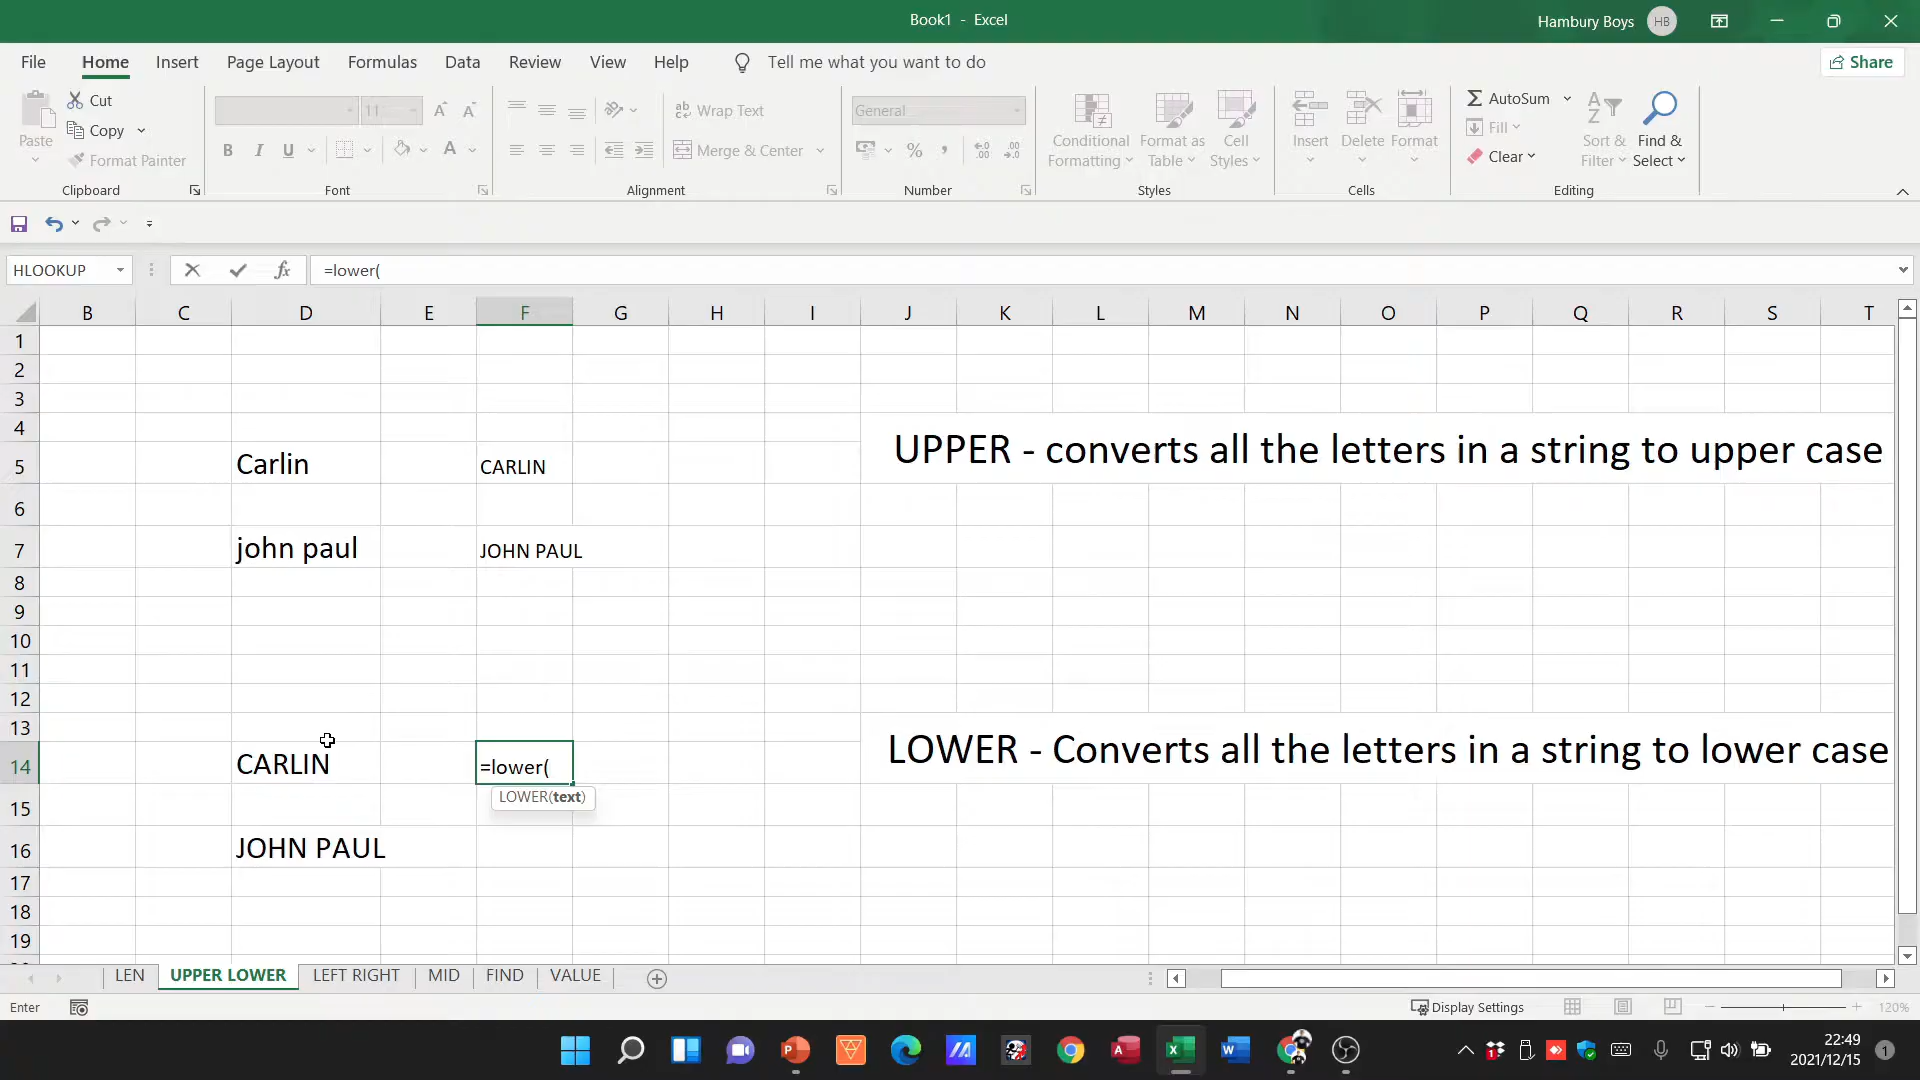 Book1 - Excel
Hambury Boys HB
File Home Insert Page Layout Formulas Data Review View Help Tell me what you want to do Share
Paste
Cut
Copy
Format Painter
Clipboard
11
B I U A
Font
Wrap Text
Merge & Center
Alignment
General
% ,
Number
Conditional Formatting
Format as Table
Cell Styles
Styles
Insert
Delete
Format
Cells
AutoSum
Fill
Clear
Sort & Filter
Find & Select
Editing
HLOOKUP fx =lower(
B C D E F G H I J K L M N O P Q R S T
1
2
3
4
UPPER - converts all the letters in a string to upper case
5 Carlin CARLIN
6
7 john paul JOHN PAUL
8
9
10
11
12
13
LOWER - Converts all the letters in a string to lower case
14 CARLIN =lower(
LOWER(text)
15
16 JOHN PAUL
17
18
19
LEN UPPER LOWER LEFT RIGHT MID FIND VALUE
Enter Display Settings 120%
22:49
2021/12/15
1